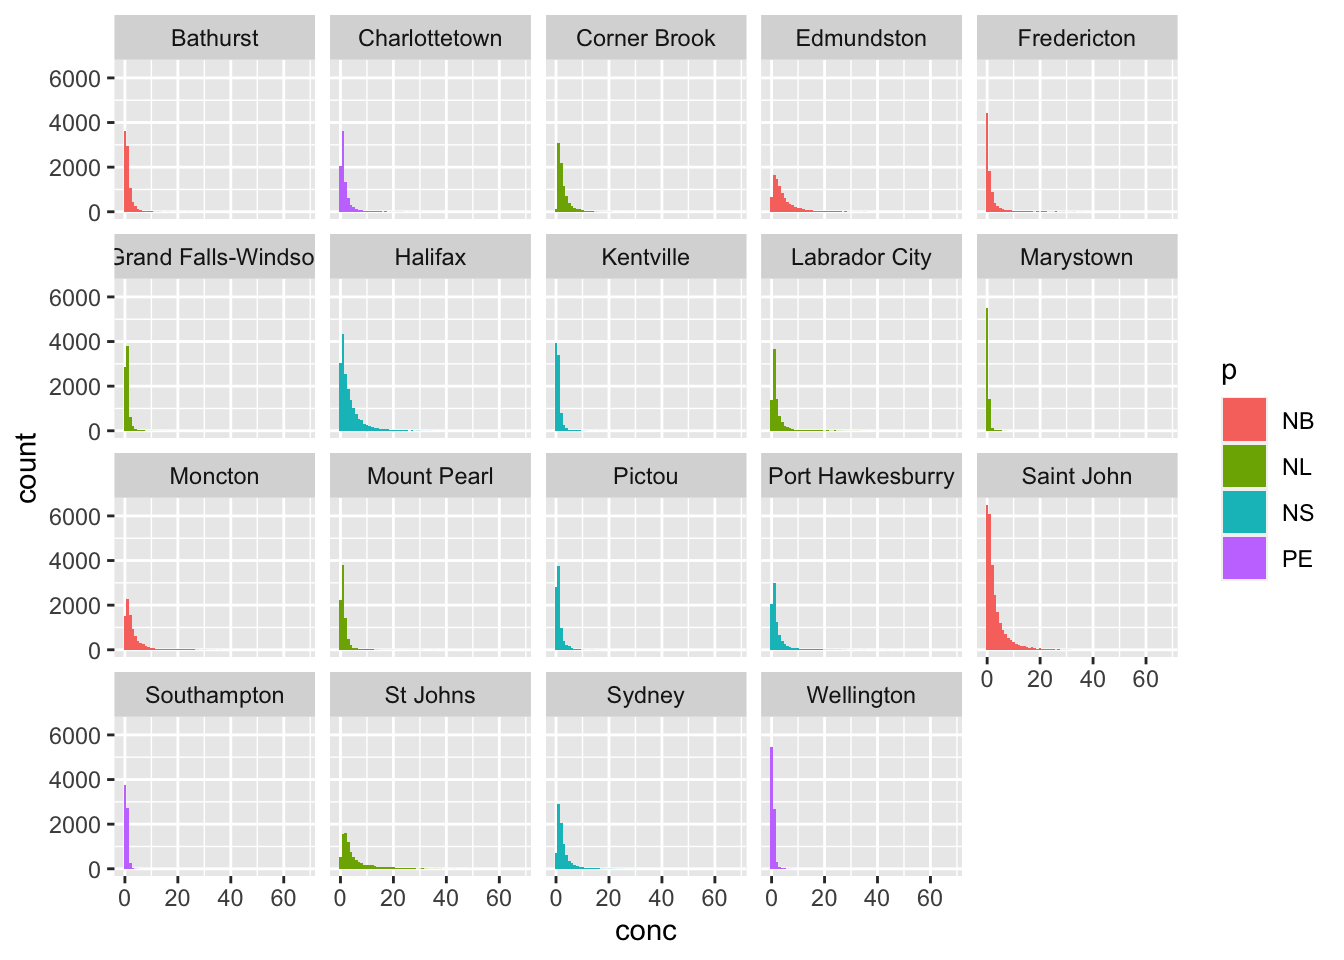 Bathurst Charlottetown Corner Brook Edmundston Fredericton
6000
4000
2000
0
Grand Falls-Windso Halifax Kentville Labrador City Marystown
6000
4000
2000
0
Moncton Mount Pearl Pictou Port Hawkesburry Saint John
6000
4000
2000
0
0 20 40 60
Southampton St Johns Sydney Wellington
6000
4000
2000
0
0 20 40 60 0 20 40 60 0 20 40 60 0 20 40 60
conc
count
p
NB
NL
NS
PE